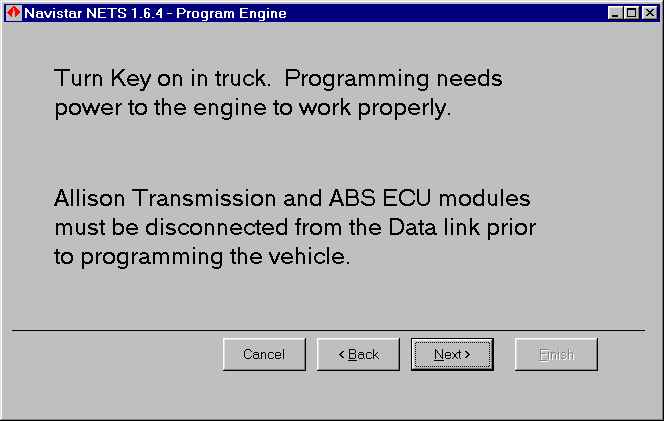 Navistar NETS 1.6.4 - Program Engine
Turn Key on in truck. Programming needs
power to the engine to work properly.
Allison Transmission and ABS ECU modules
must be disconnected from the Data link prior
to programming the vehicle.
Cancel
< Back
Next >
Finish